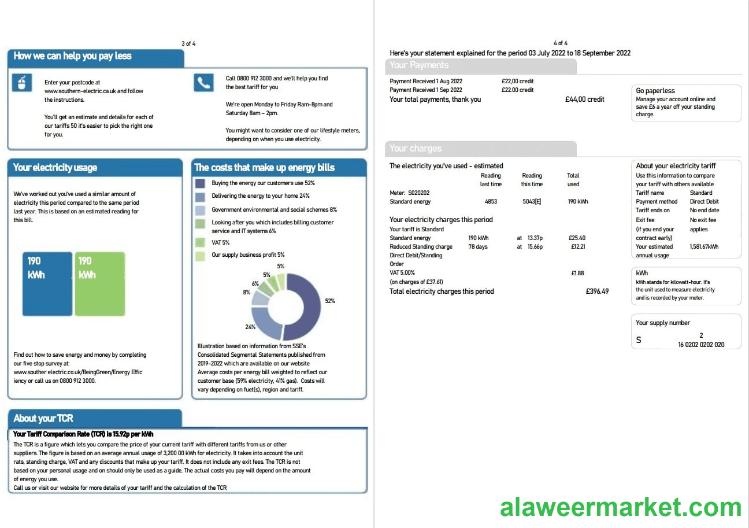 3 of 4
How we can help you pay less
Enter your postcode at
www.southern-electric.co.uk and follow
the instructions.
You'll get an estimate and details for each of
our tariffs 50 it's easier to pick the right one
for you.
Call 0800 912 3000 and we'll help you find
the best tariff for you
We're open Monday to Friday 8am-8pm and
Saturday 8am – 2pm.
You might want to consider one of our lifestyle meters,
depending on when you use electricity.
Your electricity usage
We've worked out you've used a similar amount of
electricity this period compared to the same period
last year. This is based on an estimated reading for
this bill.
190
kWh
190
kWh
Find out how to save energy and money by completing
our five stop survey at
www.souther electric.co.uk/BeingGreen/Energy Effic
iency or call us on 0800 912 3000.
The costs that make up energy bills
Buying the energy our customers use 52%
Delivering the energy to your home 24%
Government environmental and social schemes 8%
Looking after you which includes billing customer
service and IT systems 6%
VAT 5%
Our supply business profit 5%
5%
5%
6%
8%
24%
52%
Illustration based on information from SSE's
Consolidated Segmental Statements published from
2019-2022 which are available on our website
Average costs per energy bill weighted to reflect our
customer base (59% electricity, 41% gas). Costs will
vary depending on fuel(s), region and tariff.
About your TCR
Your Tariff Comparison Rate (TCR) is 15.92p per kWh
The TCR is a figure which lets you compare the price of your current tariff with different tariffs from us or other
suppliers. The figure is based on an average annual usage of 3,200 00 kWh for electricity. It takes into account the unit
rate, standing charge, VAT and any discounts that make up your tariff. It does not include any exit fees. The TCR is not
based on your personal usage and on should only be used as a guide. The actual costs you pay will depend on the amount
of energy you use.
Call us or visit our website for more details of your tariff and the calculation of the TCR
4 of 4
Here's your statement explained for the period 03 July 2022 to 18 September 2022
Your Payments
Payment Received 1 Aug 2022 £22,00 credit
Payment Received 1 Sep 2022 £22.00 credit
Your total payments, thank you £44,00 credit
Go paperless
Manage your account online and
save £6 a year off your standing
charge
Your charges
The electricity you've used - estimated
Reading Reading Total
last time this time used
Meter: S020202
Standard energy 4853 5043[E] 190 kWh
Your electricity charges this period
Your tariff is Standard
Standard energy 190 kWh at 13.37p £25.40
Reduced Standing charge 78 days at 15.66p £12.21
Direct Debit/Standing
Order
VAT 5.00% £1.88
(on charges of £37.61)
Total electricity charges this period £396.49
About your electricity tariff
Use this information to compare
your tariff with others available
Tariff name Standard
Payment method Direct Debit
Tariff ends on No end date
Exit fee No exit fee
(if you end your applies
contract early)
Your estimated 1,581.67kWh
annual usage
kWh
kWh stands for kilowatt-hour. It's
the unit used to measure electricity
and is recorded by your meter.
Your supply number
S 2
16 0202 0202 020
alaweermarket.com